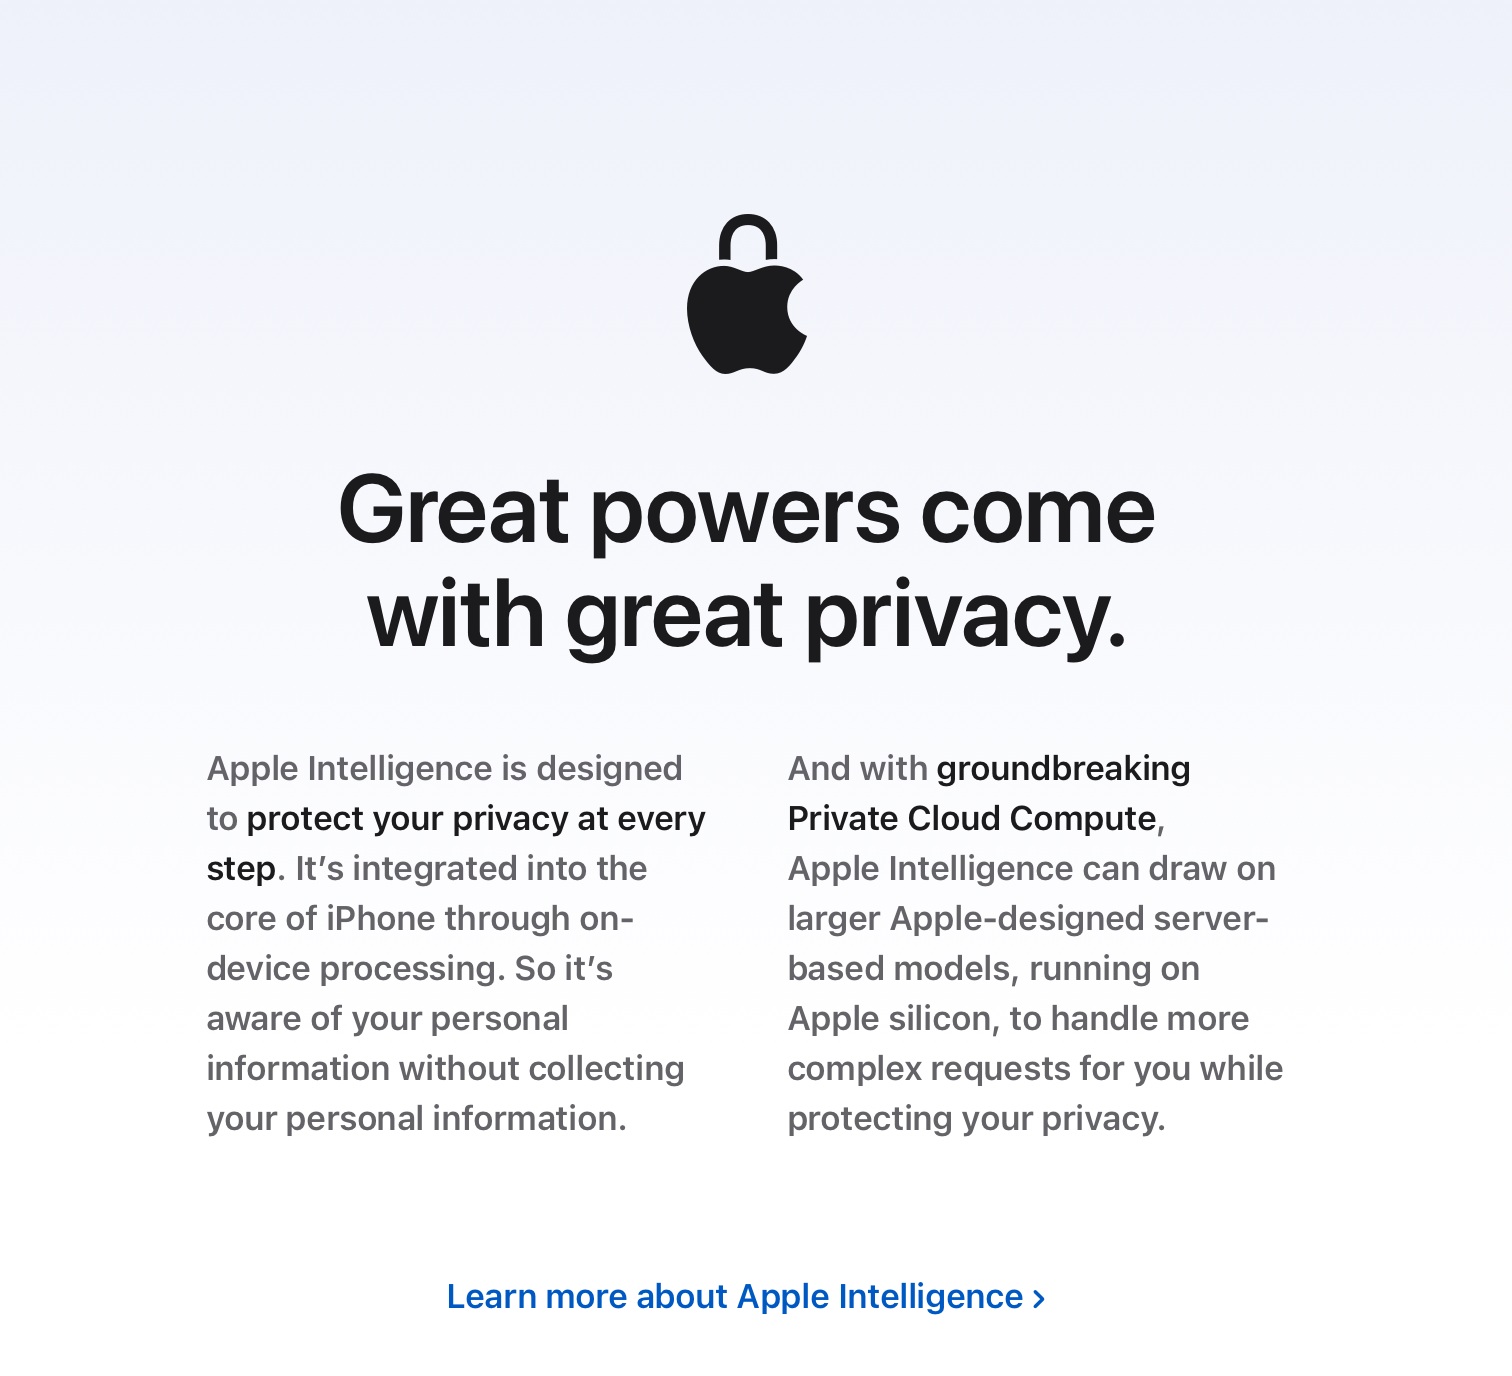 Great powers come
with great privacy.
Apple Intelligence is designed
to protect your privacy at every
step. It’s integrated into the
core of iPhone through on-
device processing. So it’s
aware of your personal
information without collecting
your personal information.
And with groundbreaking
Private Cloud Compute,
Apple Intelligence can draw on
larger Apple-designed server-
based models, running on
Apple silicon, to handle more
complex requests for you while
protecting your privacy.
Learn more about Apple Intelligence ›